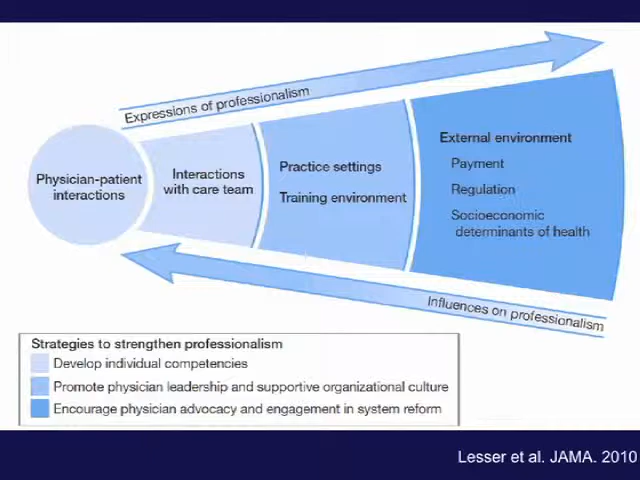 Expressions of professionalism
Physician-patient
interactions
Interactions
with care team
Practice settings
Training environment
External environment
Payment
Regulation
Socioeconomic
determinants of health
Influences on professionalism
Strategies to strengthen professionalism
Develop individual competencies
Promote physician leadership and supportive organizational culture
Encourage physician advocacy and engagement in system reform
Lesser et al. JAMA. 2010